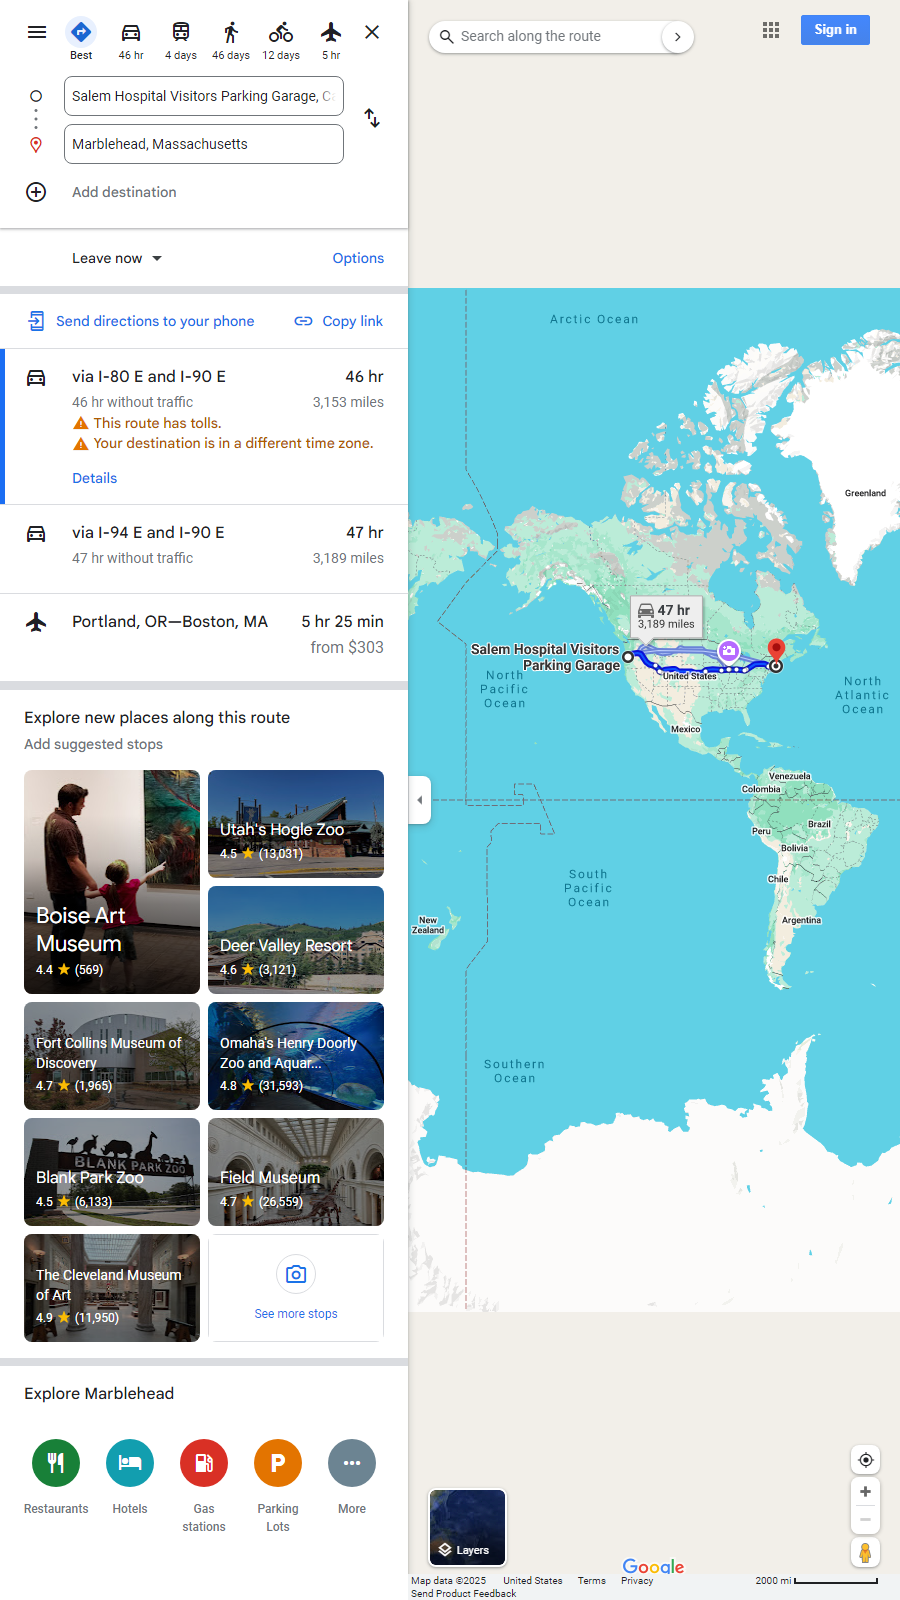 Best
46 hr
4 days
46 days
12 days
5 hr
Salem Hospital Visitors Parking Garage, Ca
Marblehead, Massachusetts
Add destination
Leave now
Options
Send directions to your phone
Copy link
via I-80 E and I-90 E
46 hr
46 hr without traffic
3,153 miles
This route has tolls.
Your destination is in a different time zone.
Details
via I-94 E and I-90 E
47 hr
47 hr without traffic
3,189 miles
Portland, OR—Boston, MA
5 hr 25 min
from $303
Explore new places along this route
Add suggested stops
Boise Art
Museum
4.4 ★ (569)
Utah's Hogle Zoo
4.5 ★ (13,031)
Deer Valley Resort
4.6 ★ (3,121)
Fort Collins Museum of
Discovery
4.7 ★ (1,965)
Omaha's Henry Doorly
Zoo and Aquar...
4.8 ★ (31,593)
BLANK PARK ZOO
Blank Park Zoo
4.5 ★ (6,133)
Field Museum
4.7 ★ (26,559)
The Cleveland Museum
of Art
4.9 ★ (11,950)
See more stops
Explore Marblehead
Restaurants
Hotels
Gas
stations
P
Parking
Lots
More
Search along the route
Sign in
Arctic Ocean
Greenland
47 hr
3,189 miles
Salem Hospital Visitors
Parking Garage
United States
North
Pacific
Ocean
North
Atlantic
Ocean
Mexico
Venezuela
Colombia
Brazil
Peru
Bolivia
Chile
Argentina
South
Pacific
Ocean
New
Zealand
Southern
Ocean
Layers
Google
Map data ©2025
United States
Terms
Privacy
2000 mi
Send Product Feedback